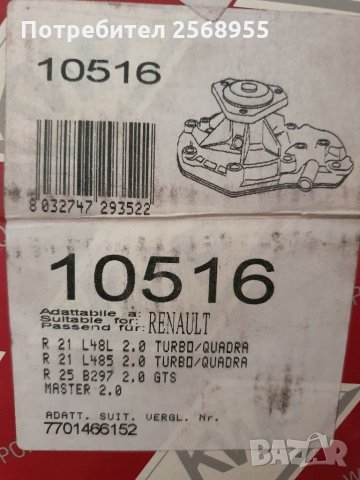 Потребител 2568955
10516
8 032747 293522
10516
Adattabile a:
Suitable for: RENAULT
Passend für:
R 21 L48L 2.0 TURBO/QUADRA
R 21 L485 2.0 TURBO/QUADRA
R 25 B297 2.0 GTS
MASTER 2.0
ADATT. SUIT. VERGL. Nr.
7701466152
bazar